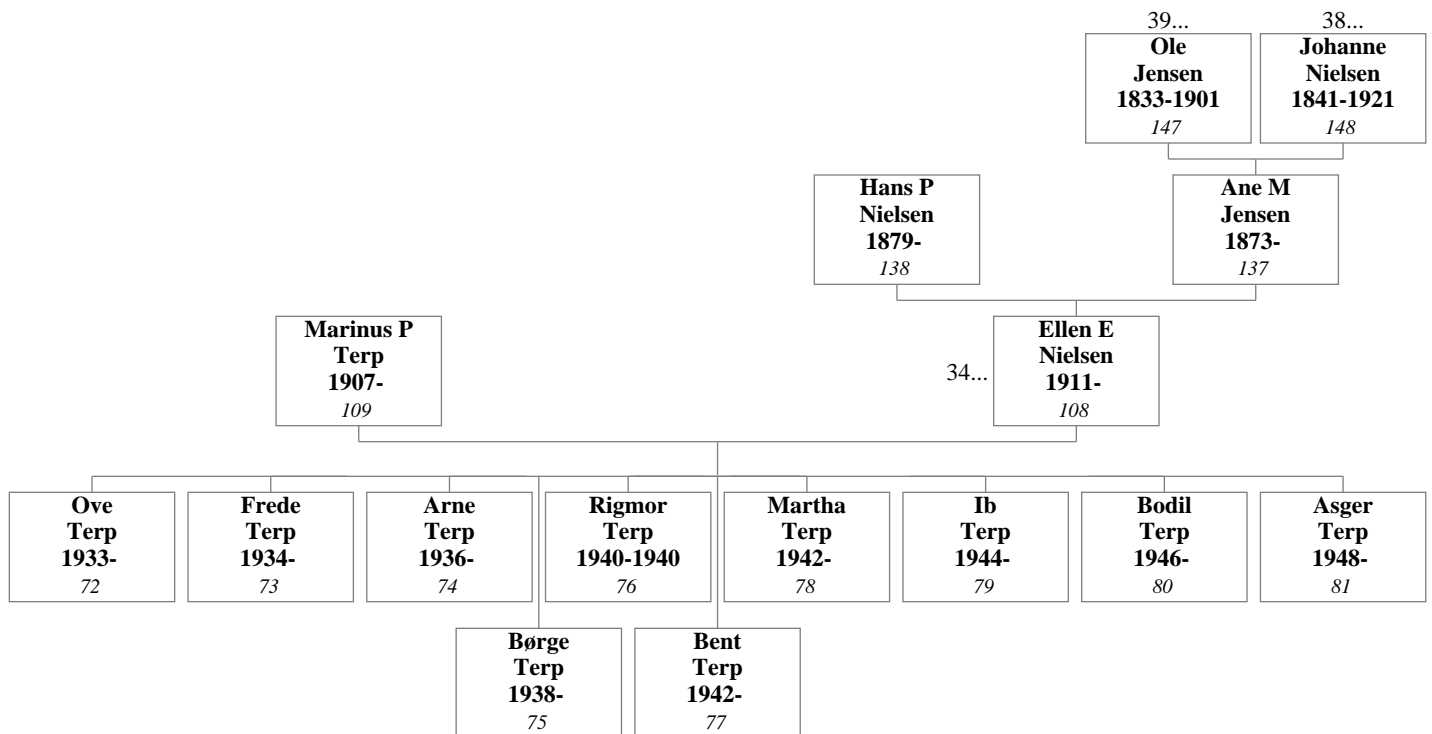 39...
38...
Ole
Jensen
1833-1901
147
Johanne
Nielsen
1841-1921
148
Hans P
Nielsen
1879-
138
Ane M
Jensen
1873-
137
Marinus P
Terp
1907-
109
34...
Ellen E
Nielsen
1911-
108
Ove
Terp
1933-
72
Frede
Terp
1934-
73
Arne
Terp
1936-
74
Rigmor
Terp
1940-1940
76
Martha
Terp
1942-
78
Ib
Terp
1944-
79
Bodil
Terp
1946-
80
Asger
Terp
1948-
81
Børge
Terp
1938-
75
Bent
Terp
1942-
77